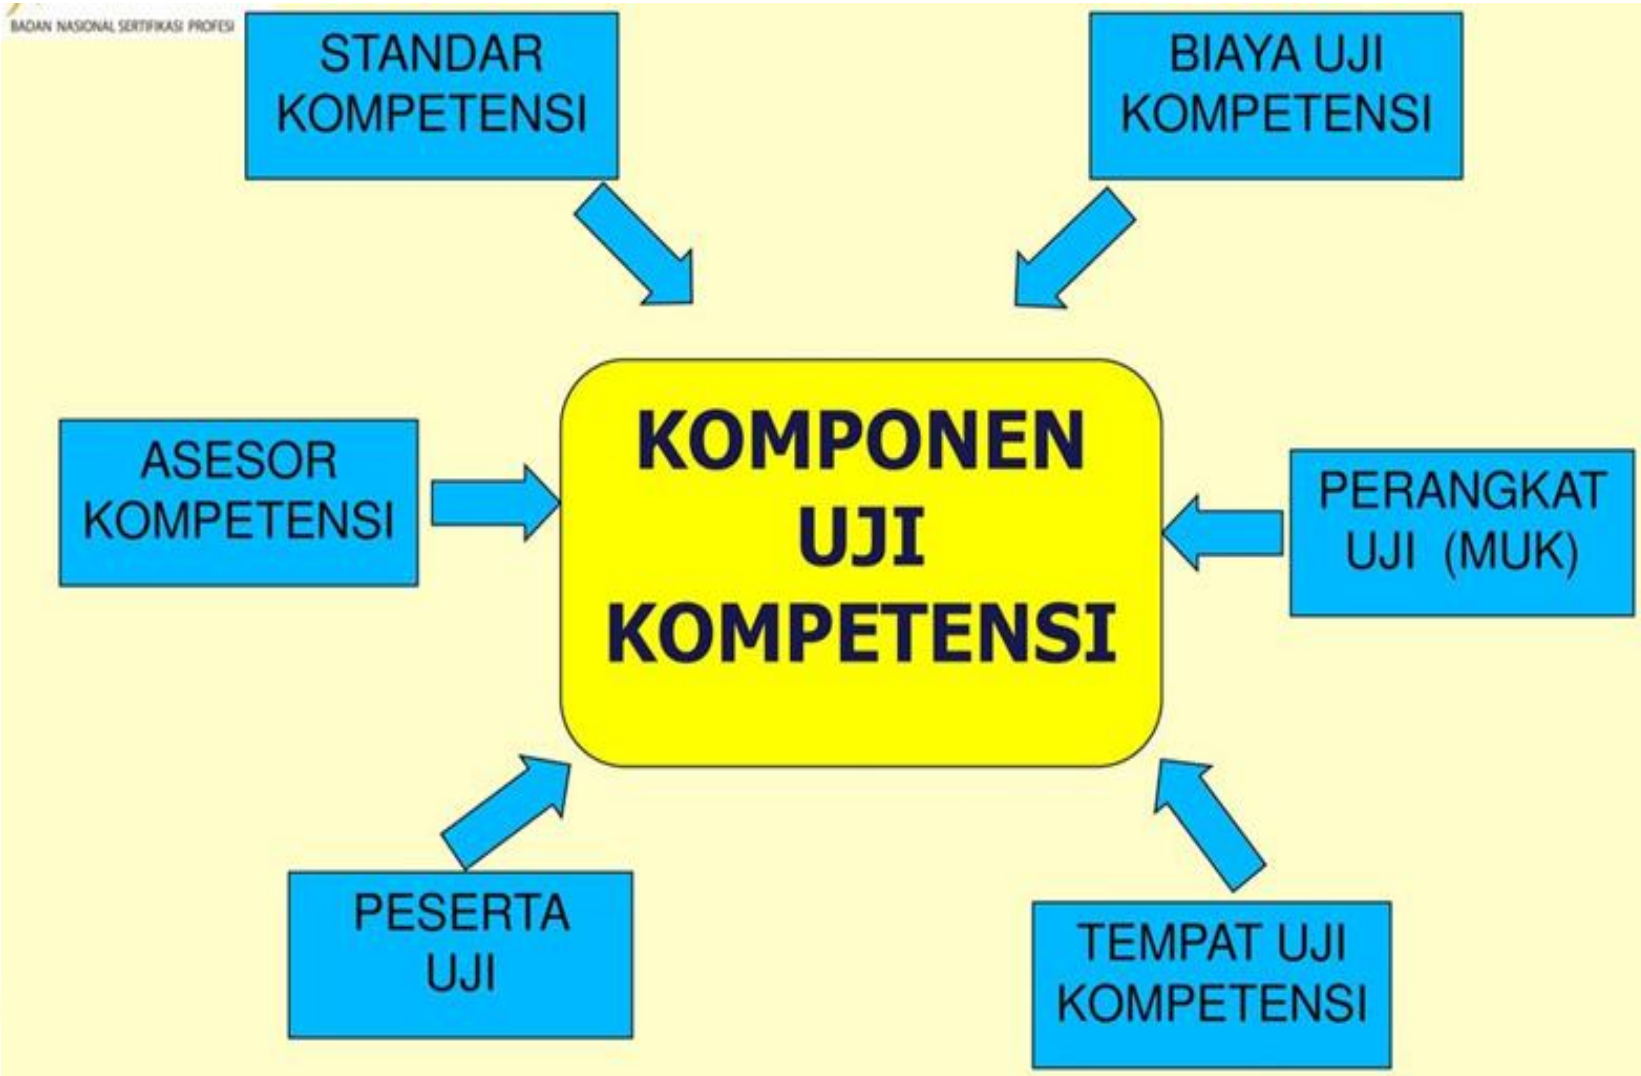 BADAN NASIONAL SERTIFIKASI PROFESI
STANDAR
KOMPETENSI
BIAYA UJI
KOMPETENSI
ASESOR
KOMPETENSI
KOMPONEN
UJI
KOMPETENSI
PERANGKAT
UJI (MUK)
PESERTA
UJI
TEMPAT UJI
KOMPETENSI